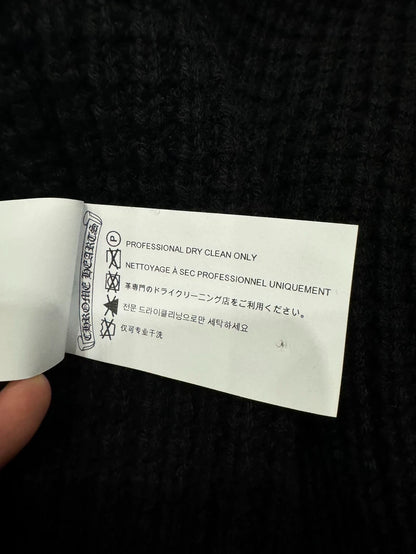 CHROME HEARTS
P
PROFESSIONAL DRY CLEAN ONLY
NETTOYAGE À SEC PROFESSIONNEL UNIQUEMENT
革専門のドライクリーニング店をご利用ください。
전문 드라이클리닝으로만 세탁하세요
仅可专业干洗